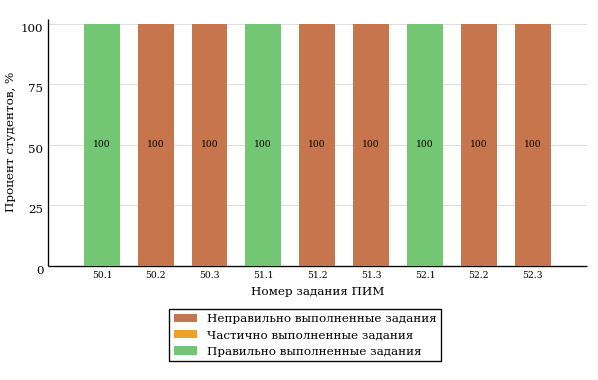 100
75
50
25
0
Процент студентов, %
100 100 100 100 100 100 100 100 100
50.1 50.2 50.3 51.1 51.2 51.3 52.1 52.2 52.3
Номер задания ПИМ
Неправильно выполненные задания
Частично выполненные задания
Правильно выполненные задания